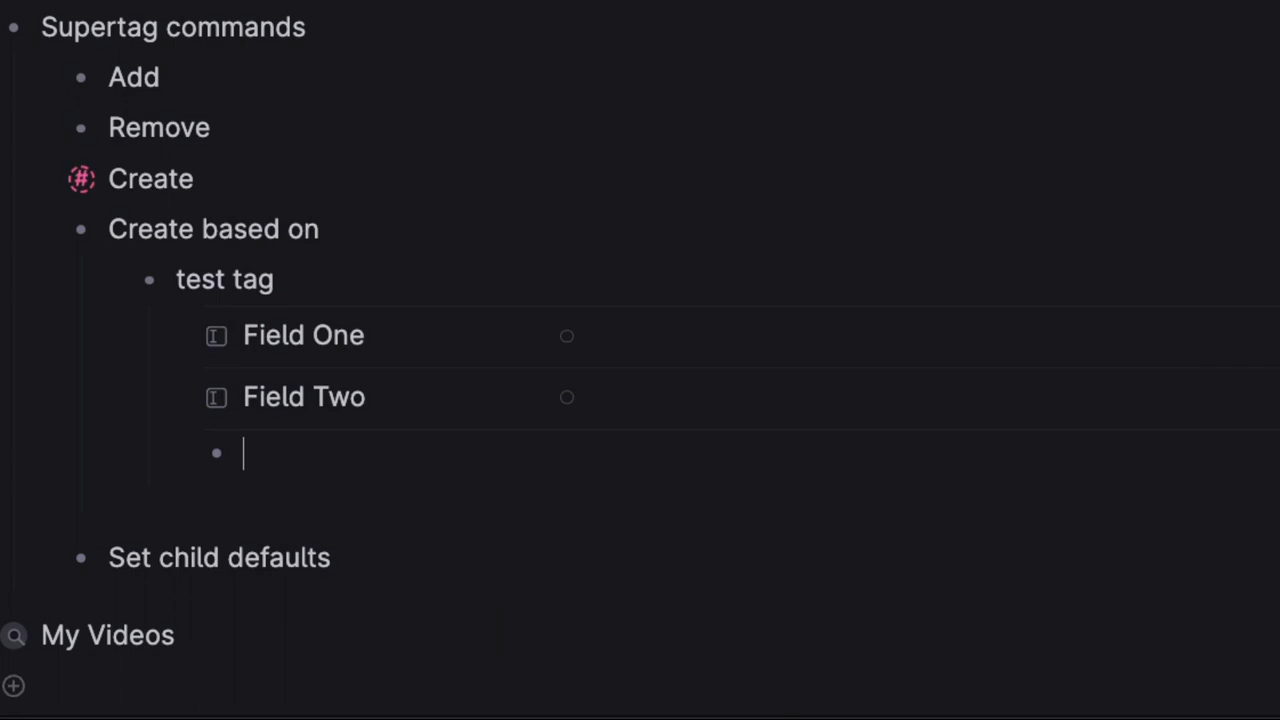 Supertag commands
Add
Remove
# Create
Create based on
test tag
Field One
Field Two
Set child defaults
My Videos